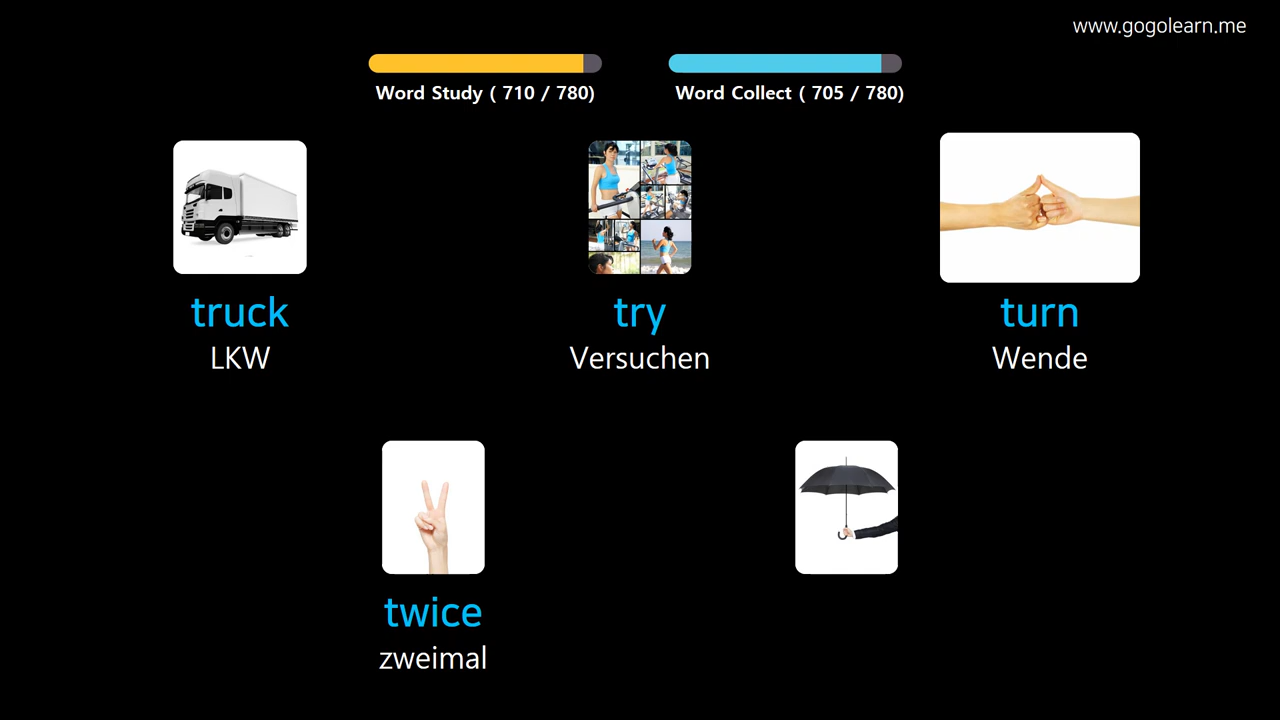 www.gogolearn.me
Word Study ( 710 / 780)
Word Collect ( 705 / 780)
truck
LKW
try
Versuchen
turn
Wende
twice
zweimal